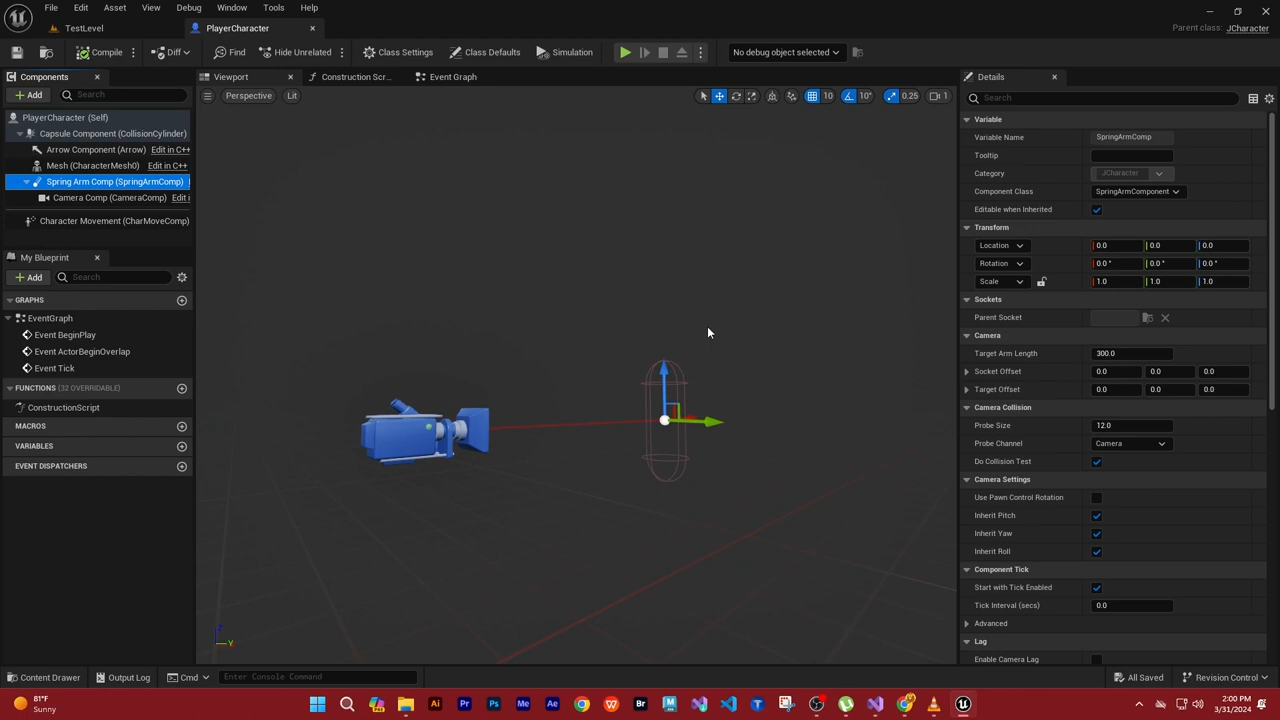 File Edit Asset View Debug Window Tools Help
TestLevel PlayerCharacter Parent class: JCharacter
Compile Diff Find Hide Unrelated Class Settings Class Defaults Simulation No debug object selected
Components Viewport Construction Scr... Event Graph Details
Add Search Perspective Lit 10 10° 0.25 1 Search
PlayerCharacter (Self)
Capsule Component (CollisionCylinder)
Arrow Component (Arrow) Edit in C++
Mesh (CharacterMesh0) Edit in C++
Spring Arm Comp (SpringArmComp)
Camera Comp (CameraComp) Edit i
Character Movement (CharMoveComp)
My Blueprint
Add Search
GRAPHS
EventGraph
Event BeginPlay
Event ActorBeginOverlap
Event Tick
FUNCTIONS (32 OVERRIDABLE)
ConstructionScript
MACROS
VARIABLES
EVENT DISPATCHERS
Z
Y
Variable
Variable Name SpringArmComp
Tooltip
Category JCharacter
Component Class SpringArmComponent
Editable when Inherited
Transform
Location 0.0 0.0 0.0
Rotation 0.0 ° 0.0 ° 0.0 °
Scale 1.0 1.0 1.0
Sockets
Parent Socket
Camera
Target Arm Length 300.0
Socket Offset 0.0 0.0 0.0
Target Offset 0.0 0.0 0.0
Camera Collision
Probe Size 12.0
Probe Channel Camera
Do Collision Test
Camera Settings
Use Pawn Control Rotation
Inherit Pitch
Inherit Yaw
Inherit Roll
Component Tick
Start with Tick Enabled
Tick Interval (secs) 0.0
Advanced
Lag
Enable Camera Lag
Content Drawer Output Log Cmd Enter Console Command All Saved Revision Control
81°F
Sunny
Ai Pr Ps Me Ae Br M T
2:00 PM
3/31/2024